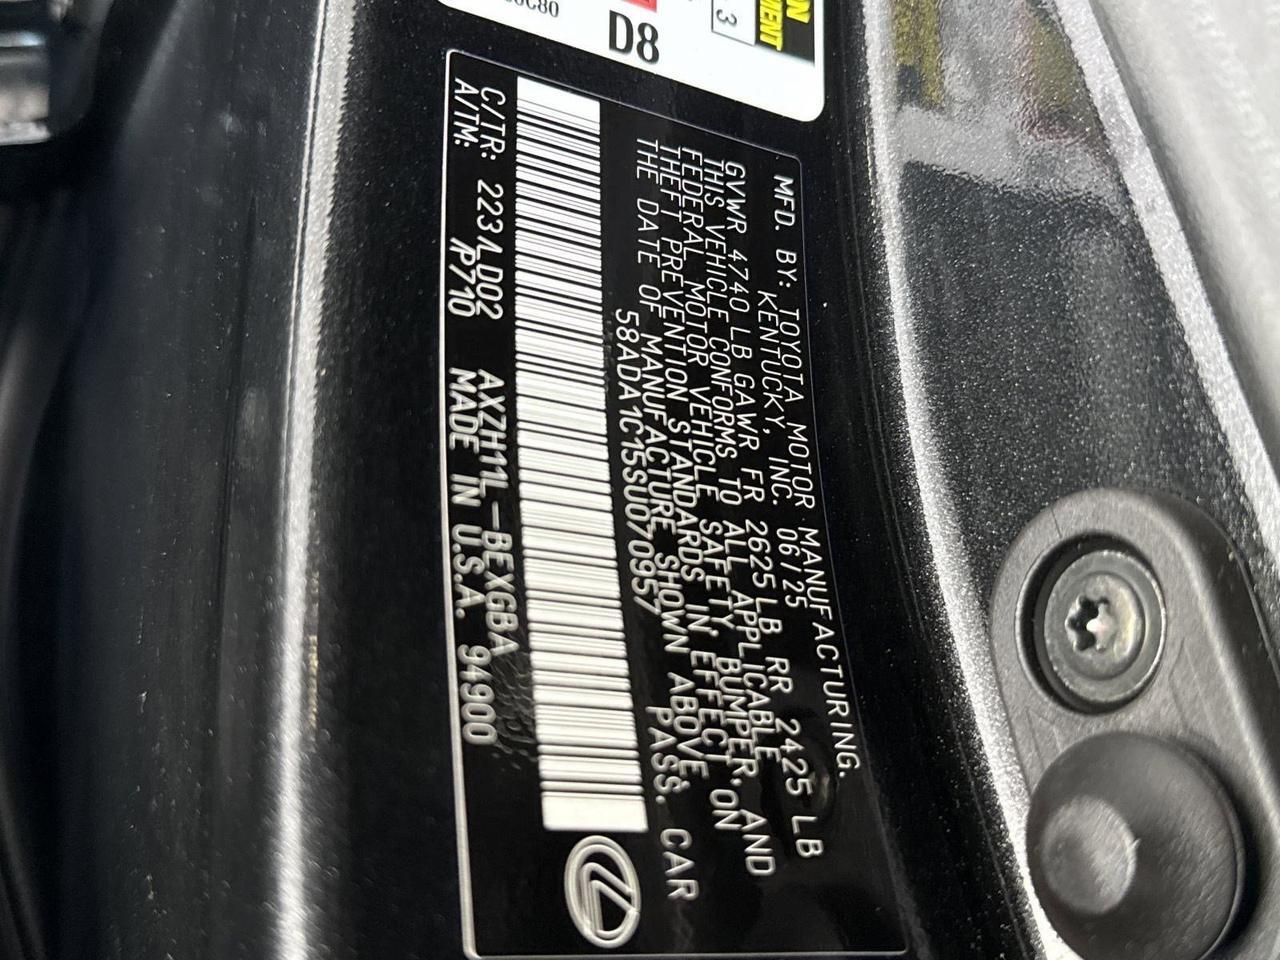 D8
3
MENT
MFD. BY: TOYOTA MOTOR MANUFACTURING.
KENTUCKY, INC. 06/25
GVWR 4740 LB GAWR FR 2625 LB RR 2425 LB
THIS VEHICLE CONFORMS TO ALL APPLICABLE
FEDERAL MOTOR VEHICLE SAFETY, BUMPER, AND
THEFT PREVENTION STANDARDS IN EFFECT ON
THE DATE OF MANUFACTURE SHOWN ABOVE.
58ADA1C15SU070957 PASS. CAR
C/TR: 223 /LD02 AXZH11L-BEXGBA
A/TM: /P710 MADE IN U.S.A. 94900